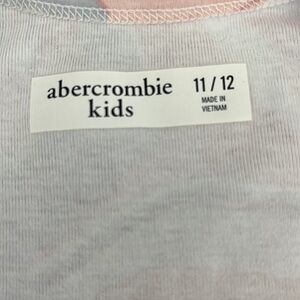 abercrombie
kids
11 / 12
MADE IN
VIETNAM